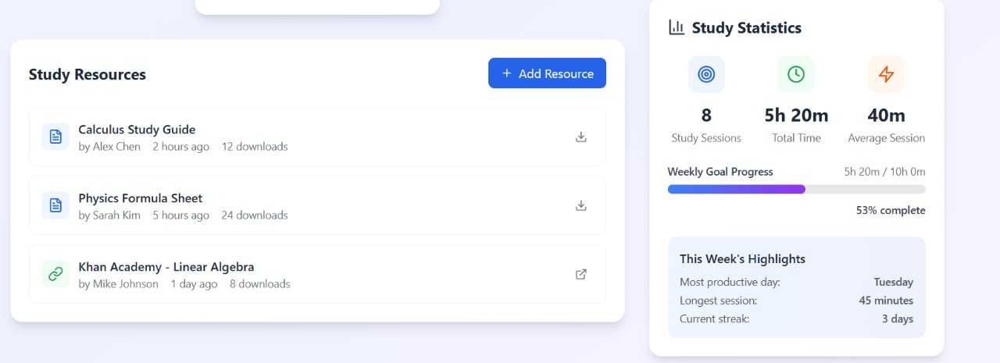 Study Resources
+ Add Resource
Calculus Study Guide
by Alex Chen 2 hours ago 12 downloads
Physics Formula Sheet
by Sarah Kim 5 hours ago 24 downloads
Khan Academy - Linear Algebra
by Mike Johnson 1 day ago 8 downloads
Study Statistics
8 5h 20m 40m
Study Sessions Total Time Average Session
Weekly Goal Progress 5h 20m / 10h 0m
53% complete
This Week's Highlights
Most productive day: Tuesday
Longest session: 45 minutes
Current streak: 3 days